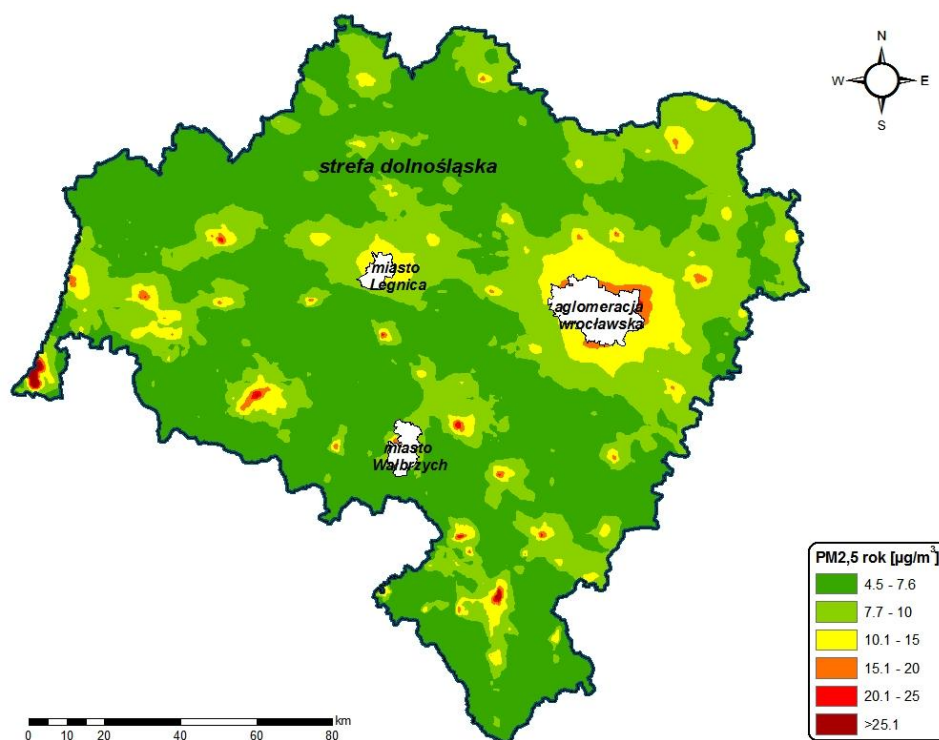 N
W E
S
strefa dolnośląska
miasto
Legnica
aglomeracja
wrocławska
miasto
Wałbrzych
PM2,5 rok [µg/m³]
4.5 - 7.6
7.7 - 10
10.1 - 15
15.1 - 20
20.1 - 25
>25.1
km
0 10 20 40 60 80